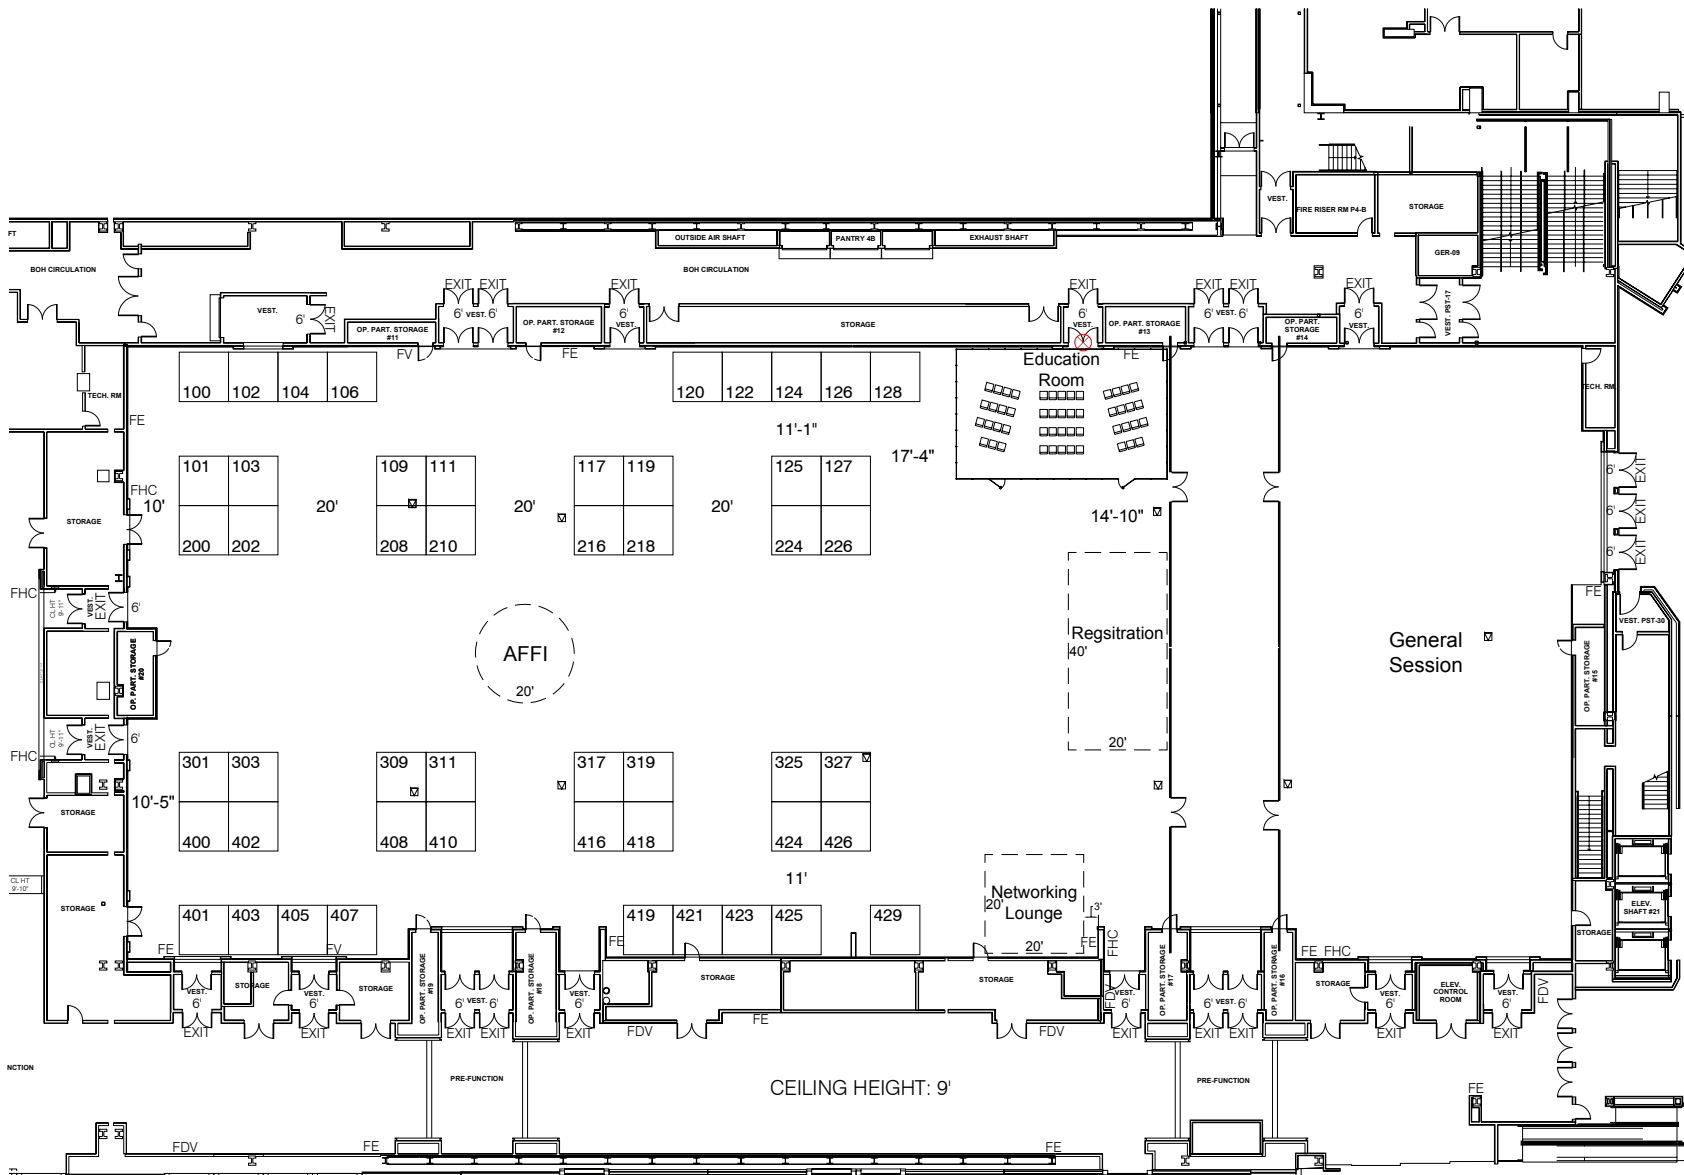 VEST.
FIRE RISER RM P4-B
STORAGE
FT
OUTSIDE AIR SHAFT
PANTRY 4B
EXHAUST SHAFT
GER-09
BOH CIRCULATION
BOH CIRCULATION
EXIT EXIT
EXIT
EXIT
EXIT EXIT
EXIT
VEST.
6'
EXIT
6' VEST. 6'
6'
VEST.
6'
VEST.
6' VEST. 6'
6'
VEST.
VEST. PST-17
OP. PART. STORAGE
#11
OP. PART. STORAGE
#12
STORAGE
OP. PART. STORAGE
#13
OP. PART.
STORAGE
#14
FV
FE
FE
Education
Room
100 102 104 106
120 122 124 126 128
TECH. RM
TECH. RM
FE
11'-1"
17'-4"
101 103
109 111
117 119
125 127
FHC
10'
20'
20'
20'
14'-10"
STORAGE
200 202
208 210
216 218
224 226
6' EXIT
6' EXIT
6' EXIT
FHC
CL HT
9'-11"
VEST.
EXIT
6'
FE
VEST. PST-30
OP. PART. STORAGE
#20
AFFI
20'
Regsitration
40'
20'
General
Session
OP. PART. STORAGE
#15
CL HT
9'-11"
VEST.
EXIT
6'
FHC
301 303
309 311
317 319
325 327
10'-5"
STORAGE
400 402
408 410
416 418
424 426
11'
CL HT
9'-10"
STORAGE
Networking
Lounge
20'
20'
3'
401 403 405 407
419 421 423 425
429
ELEV.
SHAFT #21
STORAGE
FE
FV
FE
FE
FHC
FE FHC
VEST.
6'
EXIT
STORAGE
VEST.
6'
EXIT
STORAGE
OP. PART. STORAGE
#19
6' VEST. 6'
EXIT EXIT
OP. PART. STORAGE
#18
VEST.
6'
EXIT
STORAGE
STORAGE
FDV
VEST.
6'
EXIT
OP. PART. STORAGE
#17
6' VEST. 6'
EXIT EXIT
OP. PART. STORAGE
#16
STORAGE
VEST.
6'
EXIT
ELEV.
CONTROL
ROOM
VEST.
6'
EXIT
FDV
FDV
FE
FDV
NCTION
PRE-FUNCTION
CEILING HEIGHT: 9'
PRE-FUNCTION
FE
FDV
FE
FE